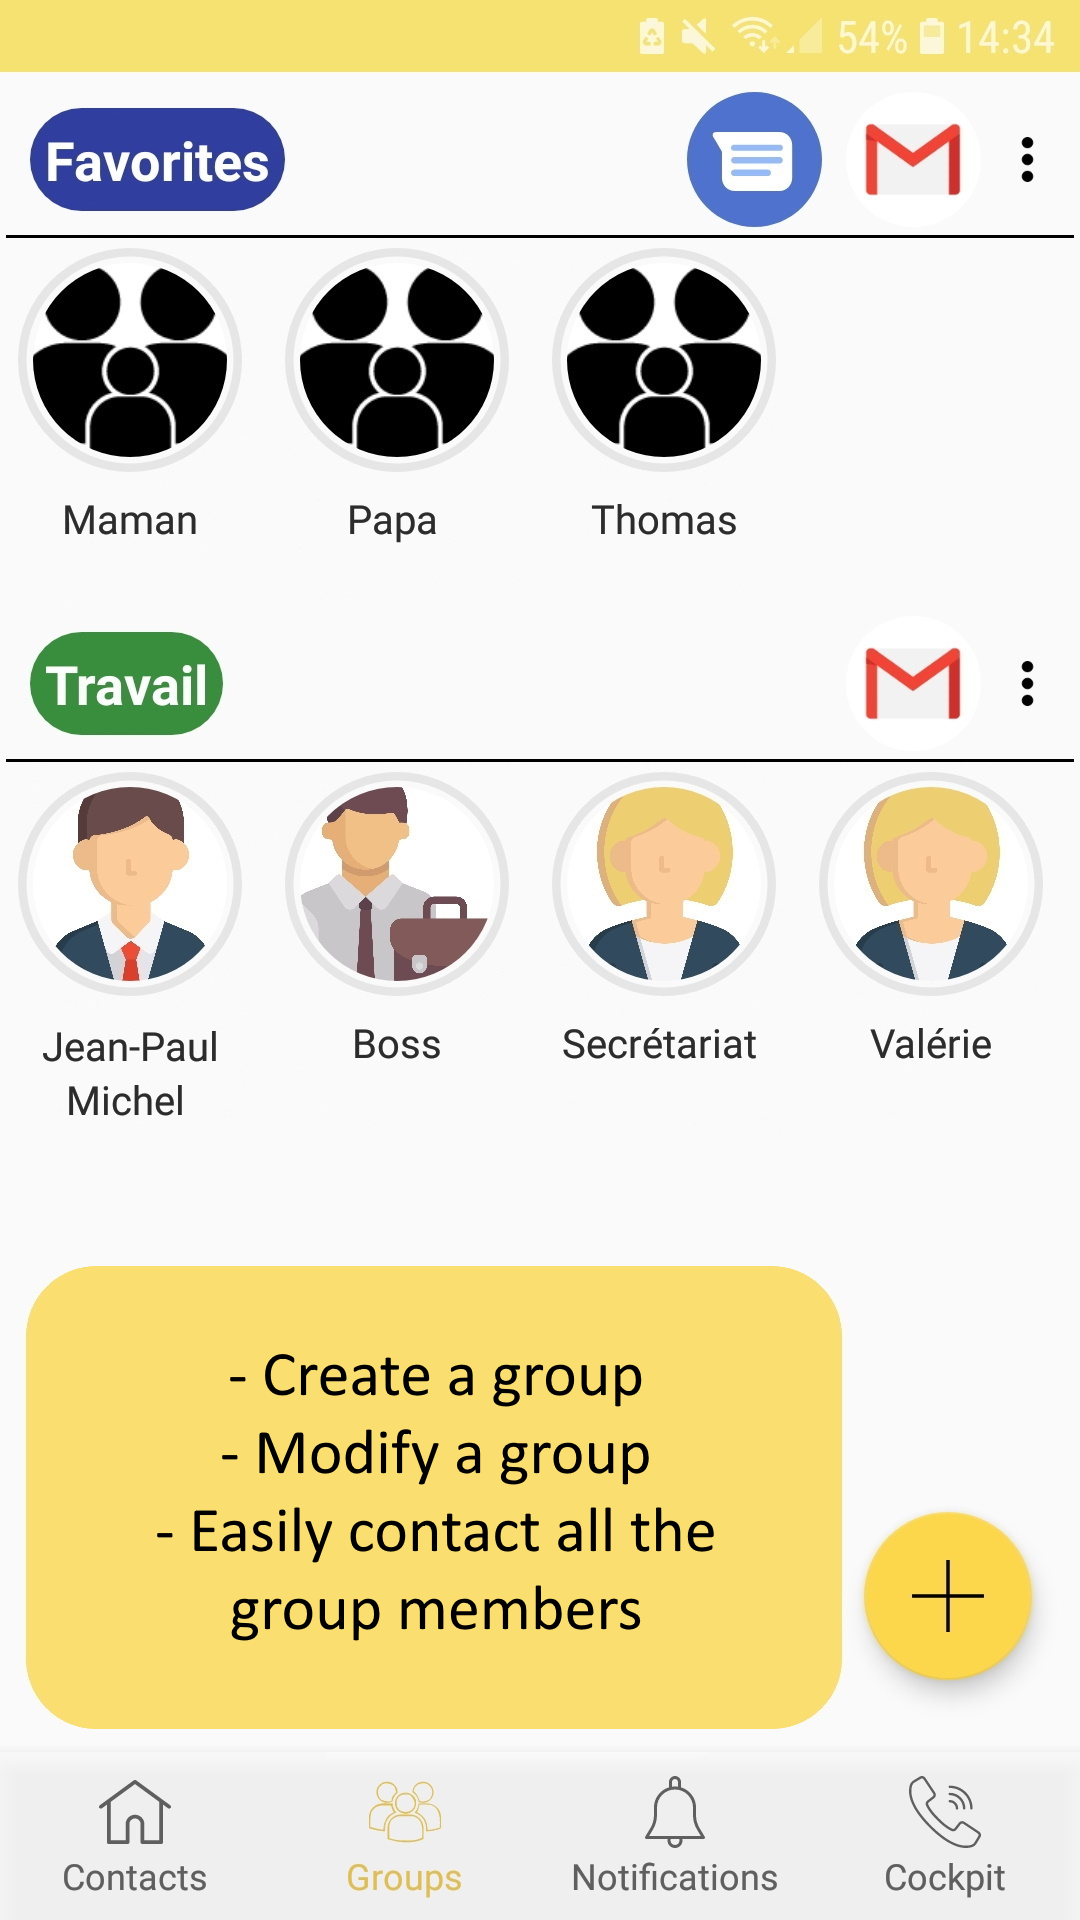 54% 14:34
Favorites
Maman Papa Thomas
Travail
Jean-Paul Boss Secrétariat Valérie
Michel
- Create a group
- Modify a group
- Easily contact all the
group members
Contacts Groups Notifications Cockpit